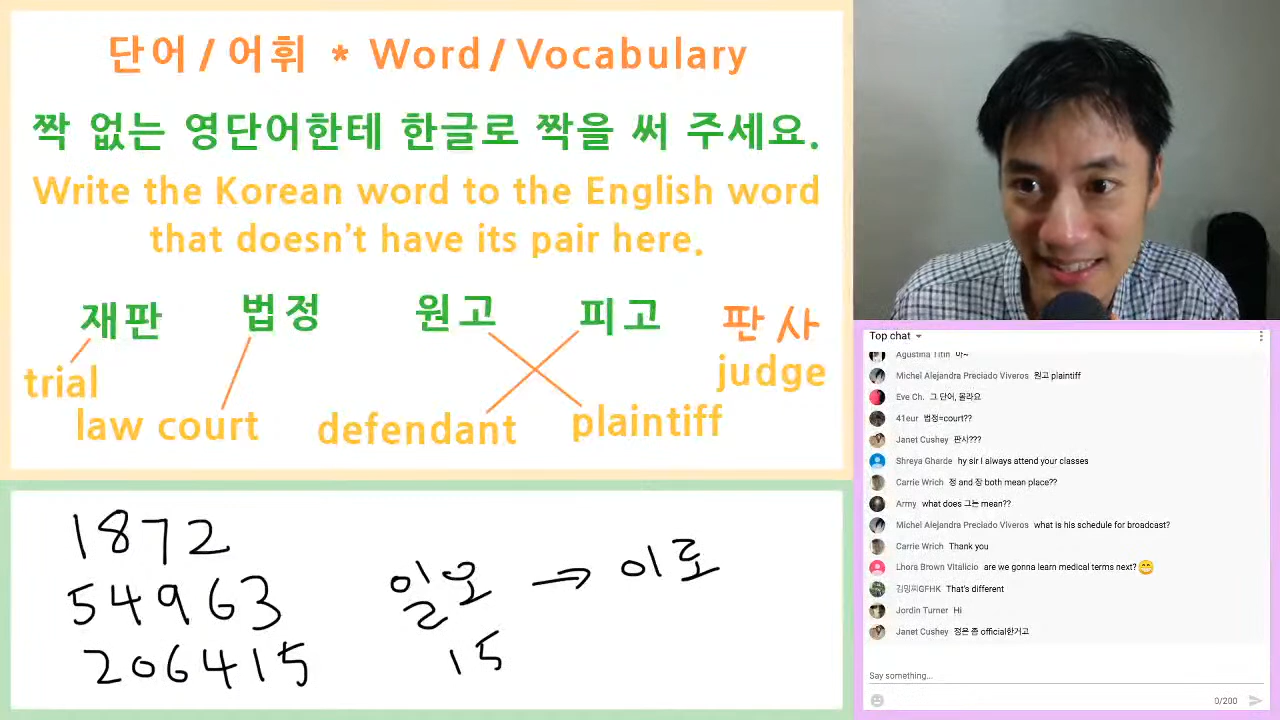 단어 / 어휘 * Word / Vocabulary
짝 없는 영단어한테 한글로 짝을 써 주세요.
Write the Korean word to the English word
that doesn't have its pair here.
재판 법정 원고 피고 판사
trial law court defendant plaintiff judge
1872
54963
206415
일오 → 이로
15
Top chat
Agustina Titin 아~
Michel Alejandra Preciado Viveros 원고 plaintiff
Eve Ch. 그 단어, 몰라요
41eur 법정=court??
Janet Cushey 판사???
Shreya Gharde hy sir I always attend your classes
Carrie Wrich 정 and 장 both mean place??
Army what does 그는 mean??
Michel Alejandra Preciado Viveros what is his schedule for broadcast?
Carrie Wrich Thank you
Lhora Brown Vitalicio are we gonna learn medical terms next?
김밍찌GFHK That's different
Jordin Turner Hi
Janet Cushey 정은 좀 official한거고
Say something...
0/200